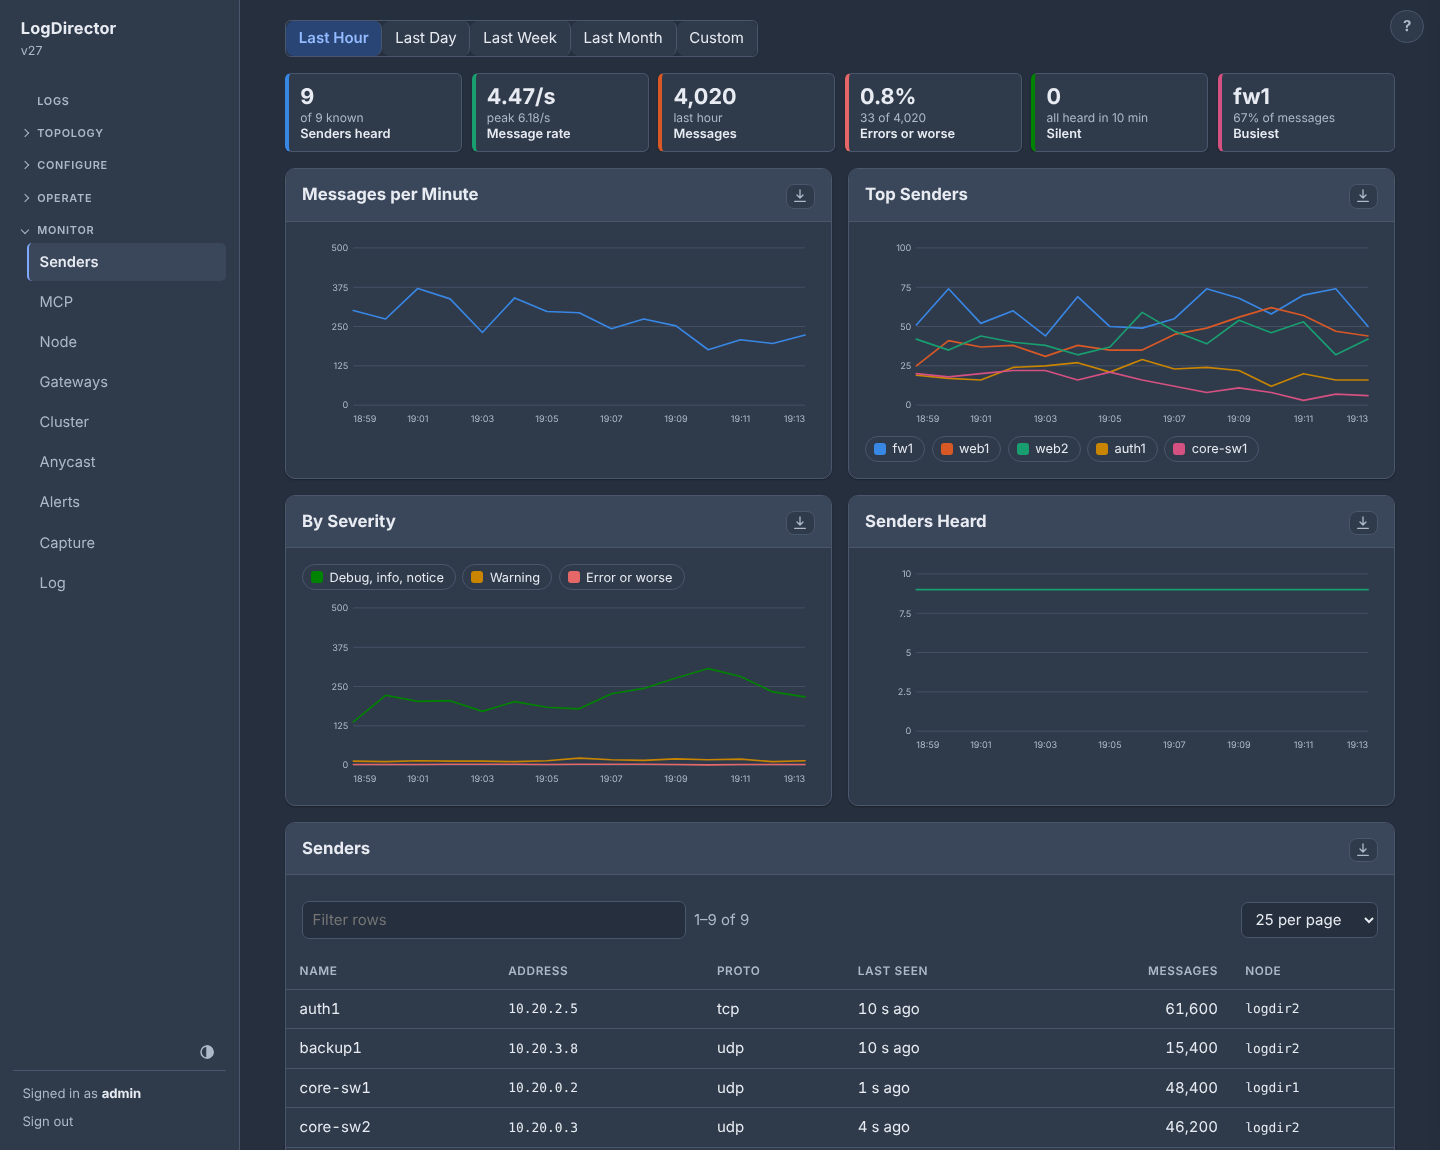 LogDirector
v27
LOGS
TOPOLOGY
CONFIGURE
OPERATE
MONITOR
Senders
MCP
Node
Gateways
Cluster
Anycast
Alerts
Capture
Log
Signed in as admin
Sign out
Last Hour Last Day Last Week Last Month Custom
?
9
of 9 known
Senders heard
4.47/s
peak 6.18/s
Message rate
4,020
last hour
Messages
0.8%
33 of 4,020
Errors or worse
0
all heard in 10 min
Silent
fw1
67% of messages
Busiest
Messages per Minute
500
375
250
125
0
18:59 19:01 19:03 19:05 19:07 19:09 19:11 19:13
Top Senders
100
75
50
25
0
18:59 19:01 19:03 19:05 19:07 19:09 19:11 19:13
fw1 web1 web2 auth1 core-sw1
By Severity
Debug, info, notice Warning Error or worse
500
375
250
125
0
18:59 19:01 19:03 19:05 19:07 19:09 19:11 19:13
Senders Heard
10
7.5
5
2.5
0
18:59 19:01 19:03 19:05 19:07 19:09 19:11 19:13
Senders
Filter rows 1–9 of 9 25 per page
NAME ADDRESS PROTO LAST SEEN MESSAGES NODE
auth1 10.20.2.5 tcp 10 s ago 61,600 logdir2
backup1 10.20.3.8 udp 10 s ago 15,400 logdir2
core-sw1 10.20.0.2 udp 1 s ago 48,400 logdir1
core-sw2 10.20.0.3 udp 4 s ago 46,200 logdir2